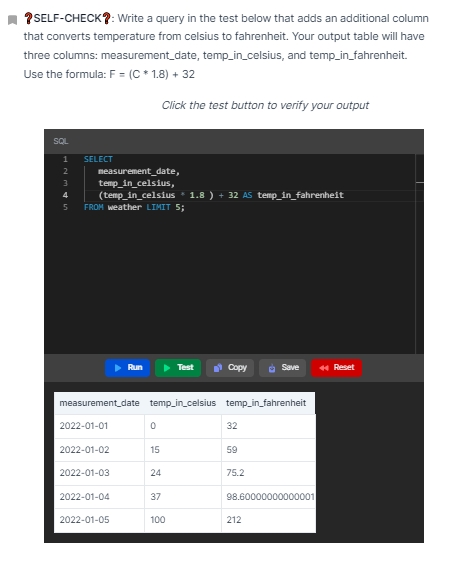 ❓SELF-CHECK❓: Write a query in the test below that adds an additional column
that converts temperature from celsius to fahrenheit. Your output table will have
three columns: measurement_date, temp_in_celsius, and temp_in_fahrenheit.
Use the formula: F = (C * 1.8) + 32
Click the test button to verify your output
SQL
1 SELECT
2 measurement_date,
3 temp_in_celsius,
4 (temp_in_celsius * 1.8 ) + 32 AS temp_in_fahrenheit
5 FROM weather LIMIT 5;
Run Test Copy Save Reset
measurement_date temp_in_celsius temp_in_fahrenheit
2022-01-01 0 32
2022-01-02 15 59
2022-01-03 24 75.2
2022-01-04 37 98.60000000000001
2022-01-05 100 212